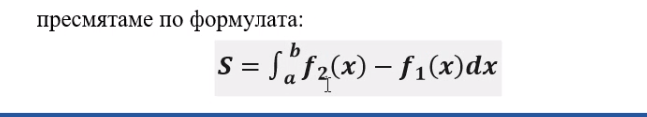 пресмятаме по формулата:
S = ∫ₐᵇ f₂(x) − f₁(x)dx